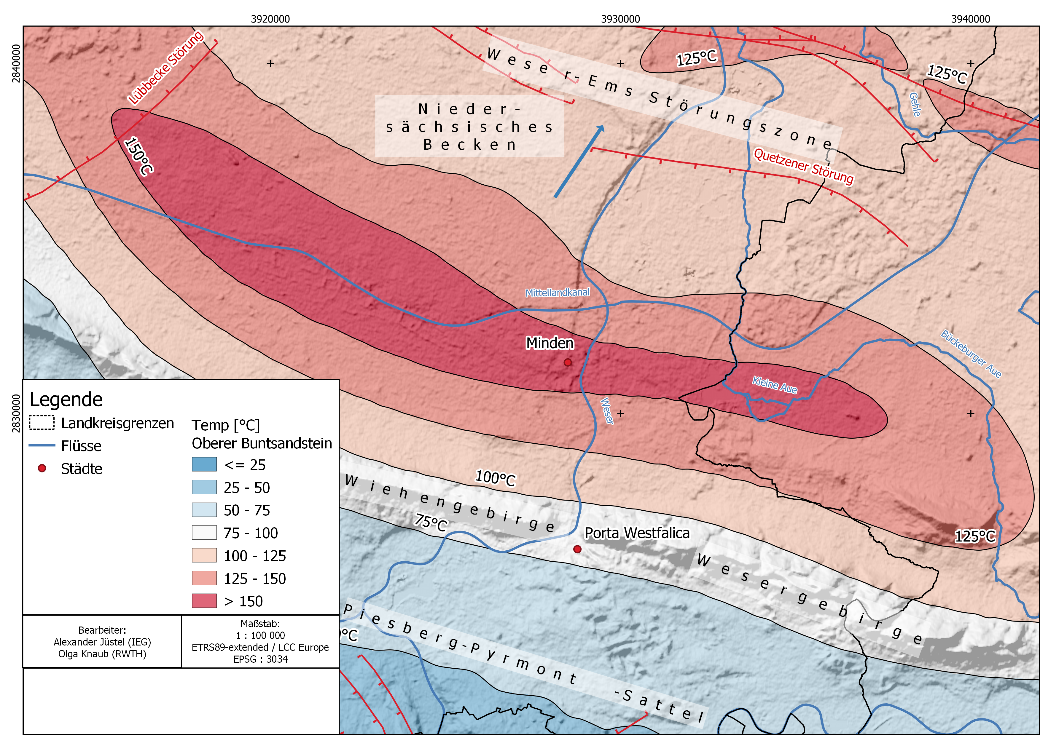 3920000
3930000
3940000
2840000
2830000
Lübbecke Störung
Weser-Ems Störungszone
125°C
125°C
Gehle
Nieder-
sächsisches
Becken
Quetzener Störung
150°C
Mittellandkanal
Minden
Bückeburger Aue
Kleine Aue
Weser
100°C
Wiehengebirge
75°C
Porta Westfalica
125°C
Wesergebirge
Piesberg-Pyrmont -Sattel
°C
Legende
Landkreisgrenzen
Flüsse
Städte
Temp [°C]
Oberer Buntsandstein
<= 25
25 - 50
50 - 75
75 - 100
100 - 125
125 - 150
> 150
Bearbeiter:
Alexander Jüstel (IEG)
Olga Knaub (RWTH)
Maßstab:
1 : 100 000
ETRS89-extended / LCC Europe
EPSG : 3034